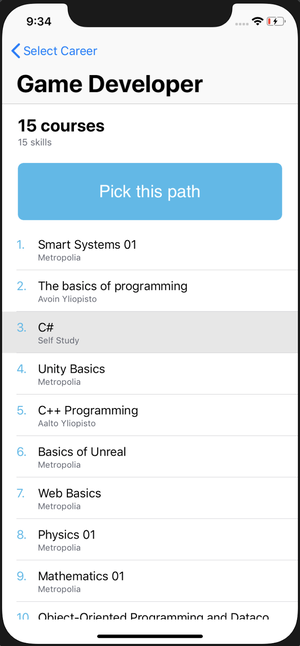 9:34
Select Career
Game Developer
15 courses
15 skills
Pick this path
1. Smart Systems 01
Metropolia
2. The basics of programming
Avoin Yliopisto
3. C#
Self Study
4. Unity Basics
Metropolia
5. C++ Programming
Aalto Yliopisto
6. Basics of Unreal
Metropolia
7. Web Basics
Metropolia
8. Physics 01
Metropolia
9. Mathematics 01
Metropolia
10. Object-Oriented Programming and Dataco